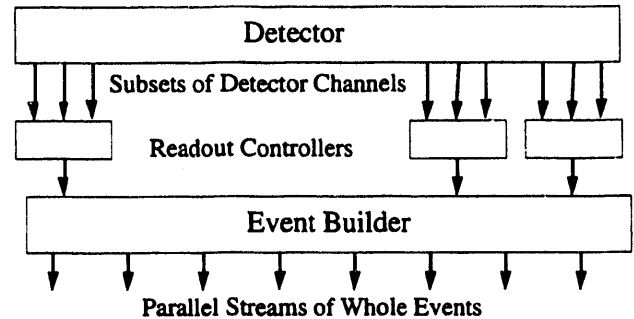 Detector
Subsets of Detector Channels
Readout Controllers
Event Builder
Parallel Streams of Whole Events